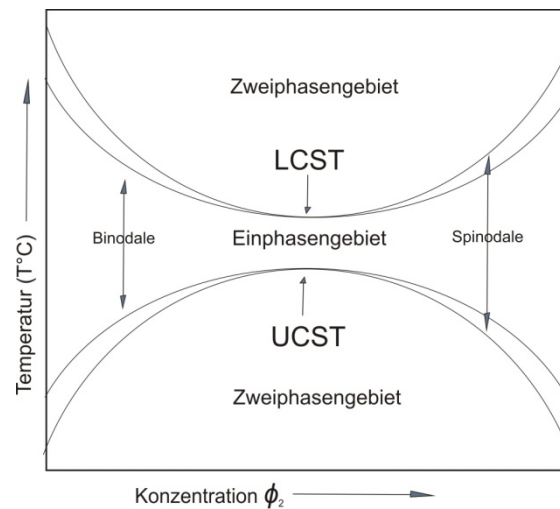 Zweiphasengebiet
LCST
Binodale
Einphasengebiet
Spinodale
UCST
Zweiphasengebiet
Temperatur (T°C)
Konzentration ϕ₂